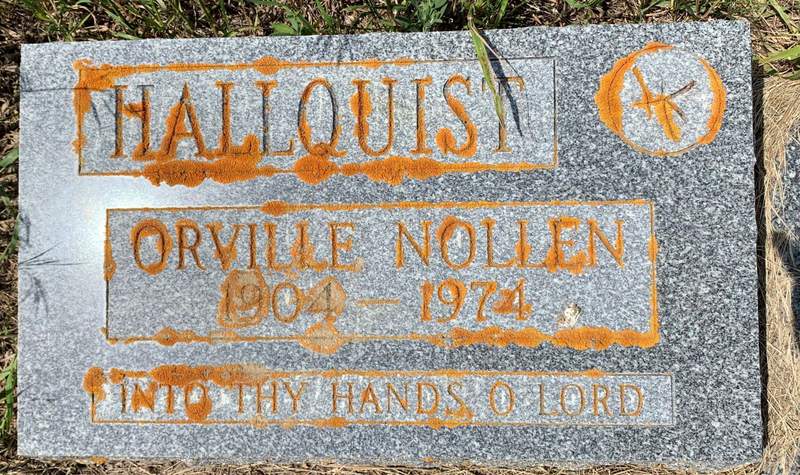 HALLQUIST
ORVILLE NOLLEN
1904 — 1974
INTO THY HANDS, O LORD